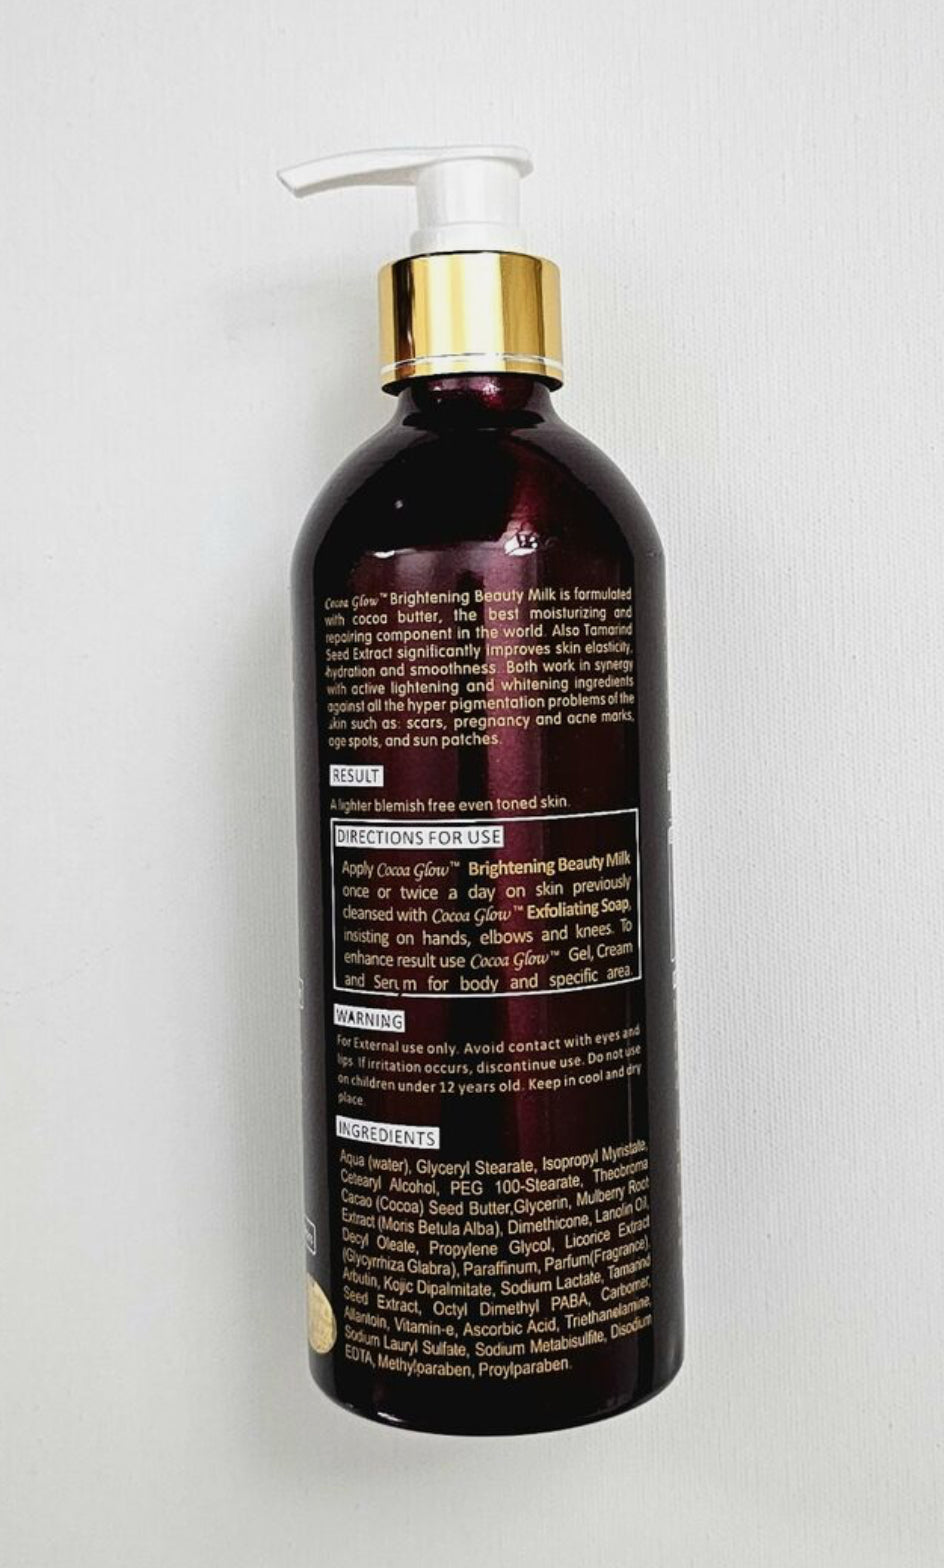 Cocoa Glow™ Brightening Beauty Milk is formulated
with cocoa butter, the best moisturizing and
repairing component in the world. Also Tamarind
Seed Extract significantly improves skin elasticity,
hydration and smoothness. Both work in synergy
with active lightening and whitening ingredients
against all the hyper pigmentation problems of the
skin such as: scars, pregnancy and acne marks,
age spots, and sun patches.
RESULT
A lighter blemish free even toned skin.
DIRECTIONS FOR USE
Apply Cocoa Glow™ Brightening Beauty Milk
once or twice a day on skin previously
cleansed with Cocoa Glow™ Exfoliating Soap,
insisting on hands, elbows and knees. To
enhance result use Cocoa Glow™ Gel, Cream
and Serum for body and specific area.
WARNING
For External use only. Avoid contact with eyes and
lips. If irritation occurs, discontinue use. Do not use
on children under 12 years old. Keep in cool and dry
place.
INGREDIENTS
Aqua (water), Glyceryl Stearate, Isopropyl Myristate,
Cetearyl Alcohol, PEG 100-Stearate, Theobroma
Cacao (Cocoa) Seed Butter,Glycerin, Mulberry Root
Extract (Moris Betula Alba), Dimethicone, Lanolin Oil,
Decyl Oleate, Propylene Glycol, Licorice Extract
(Glycyrrhiza Glabra), Paraffinum, Parfum(Fragrance),
Arbutin, Kojic Dipalmitate, Sodium Lactate, Tamarind
Seed Extract, Octyl Dimethyl PABA, Carbomer,
Allantoin, Vitamin-e, Ascorbic Acid, Triethanelamine,
Sodium Lauryl Sulfate, Sodium Metabisulfite, Disodium
EDTA, Methylparaben, Proylparaben.